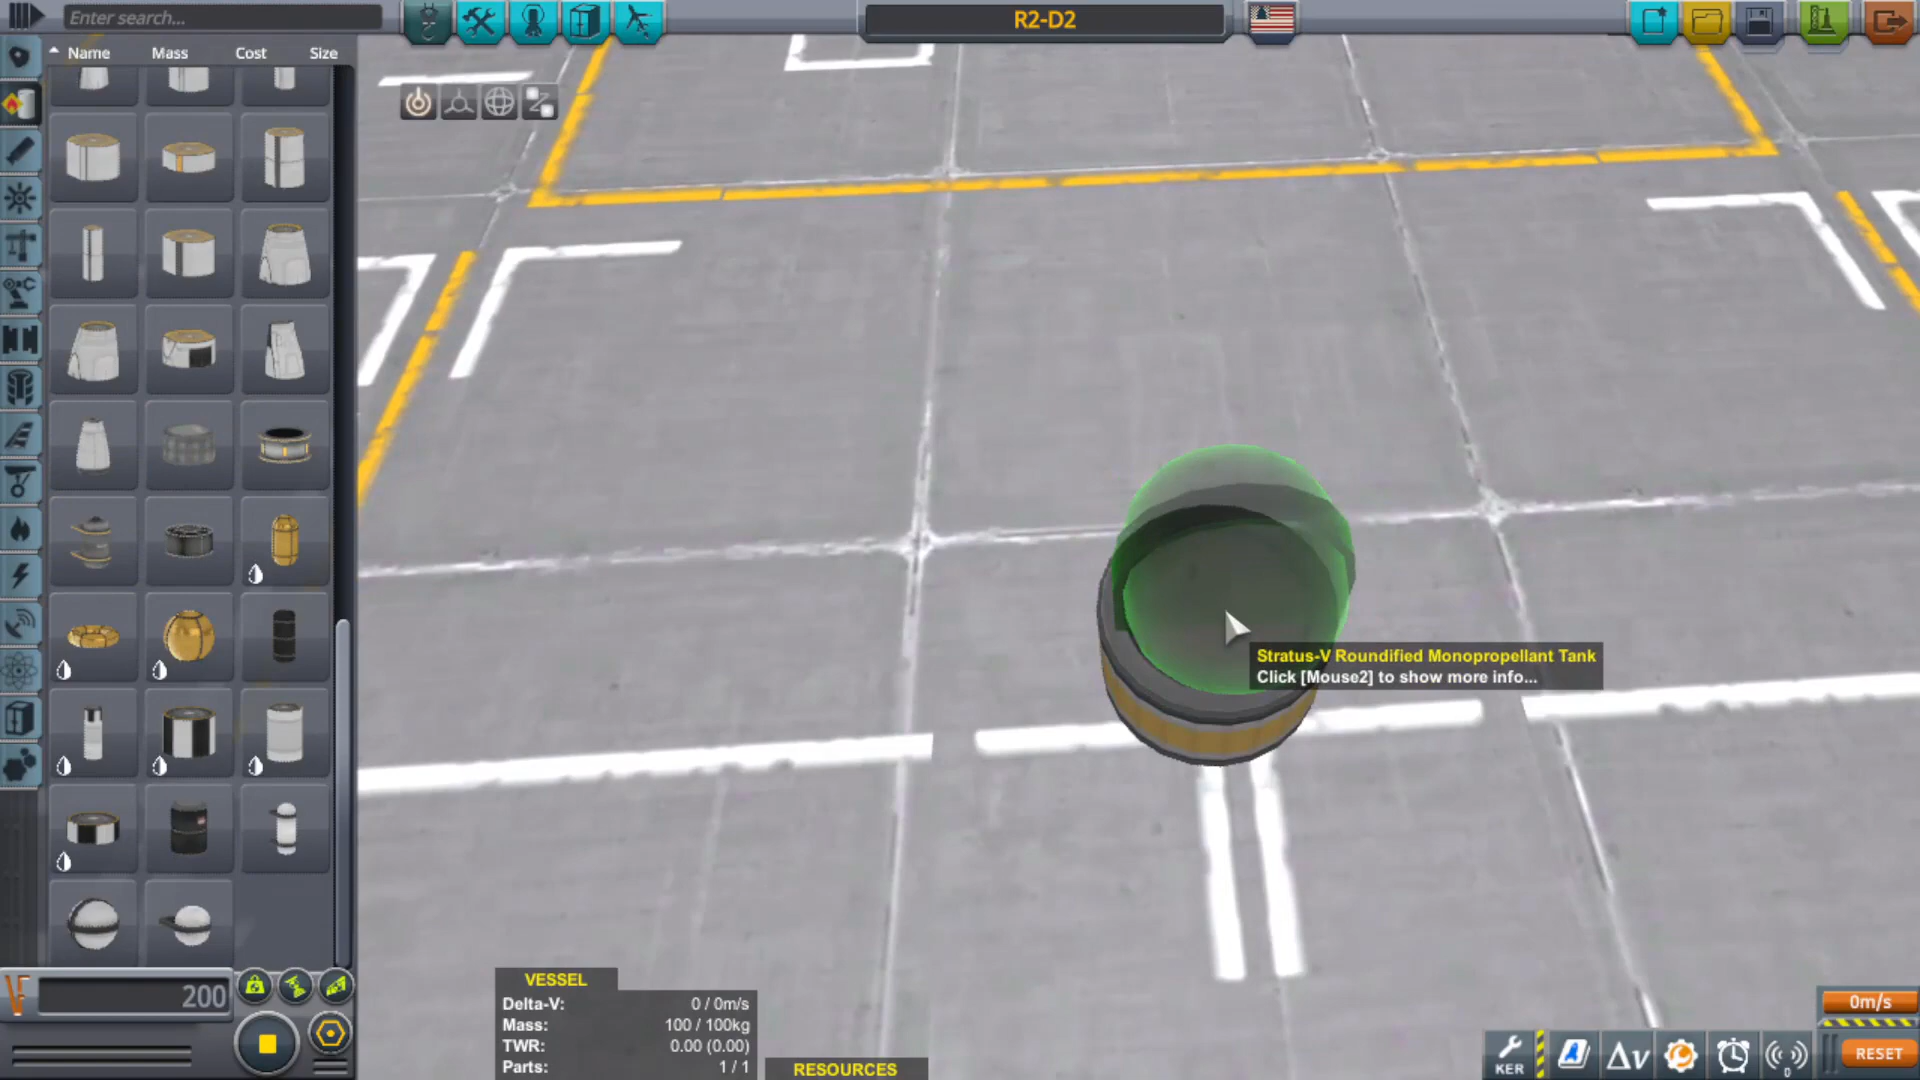 Enter search...
R2-D2
Name Mass Cost Size
Stratus-V Roundified Monopropellant Tank
Click [Mouse2] to show more info...
200
VESSEL
Delta-V: 0 / 0m/s
Mass: 100 / 100kg
TWR: 0.00 (0.00)
Parts: 1 / 1
RESOURCES
0m/s
KER
Δv
0
RESET